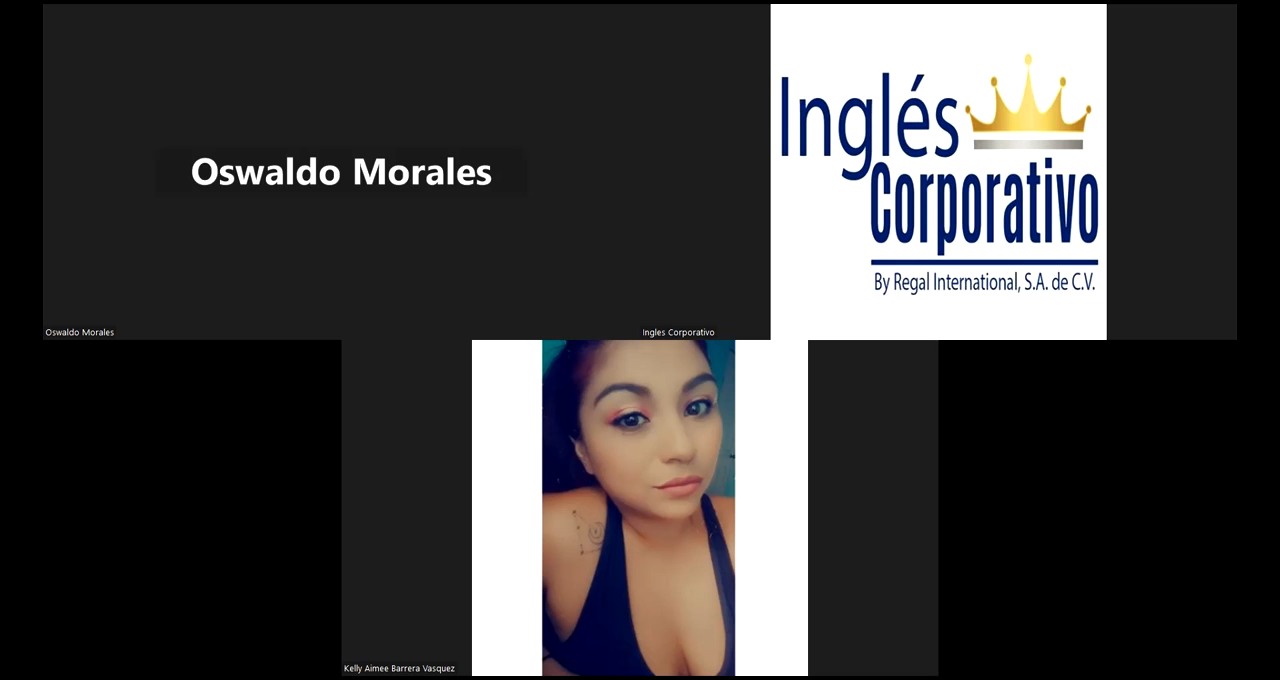 Oswaldo Morales
Inglés
Corporativo
By Regal International, S.A. de C.V.
Oswaldo Morales
Ingles Corporativo
Kelly Aimee Barrera Vasquez